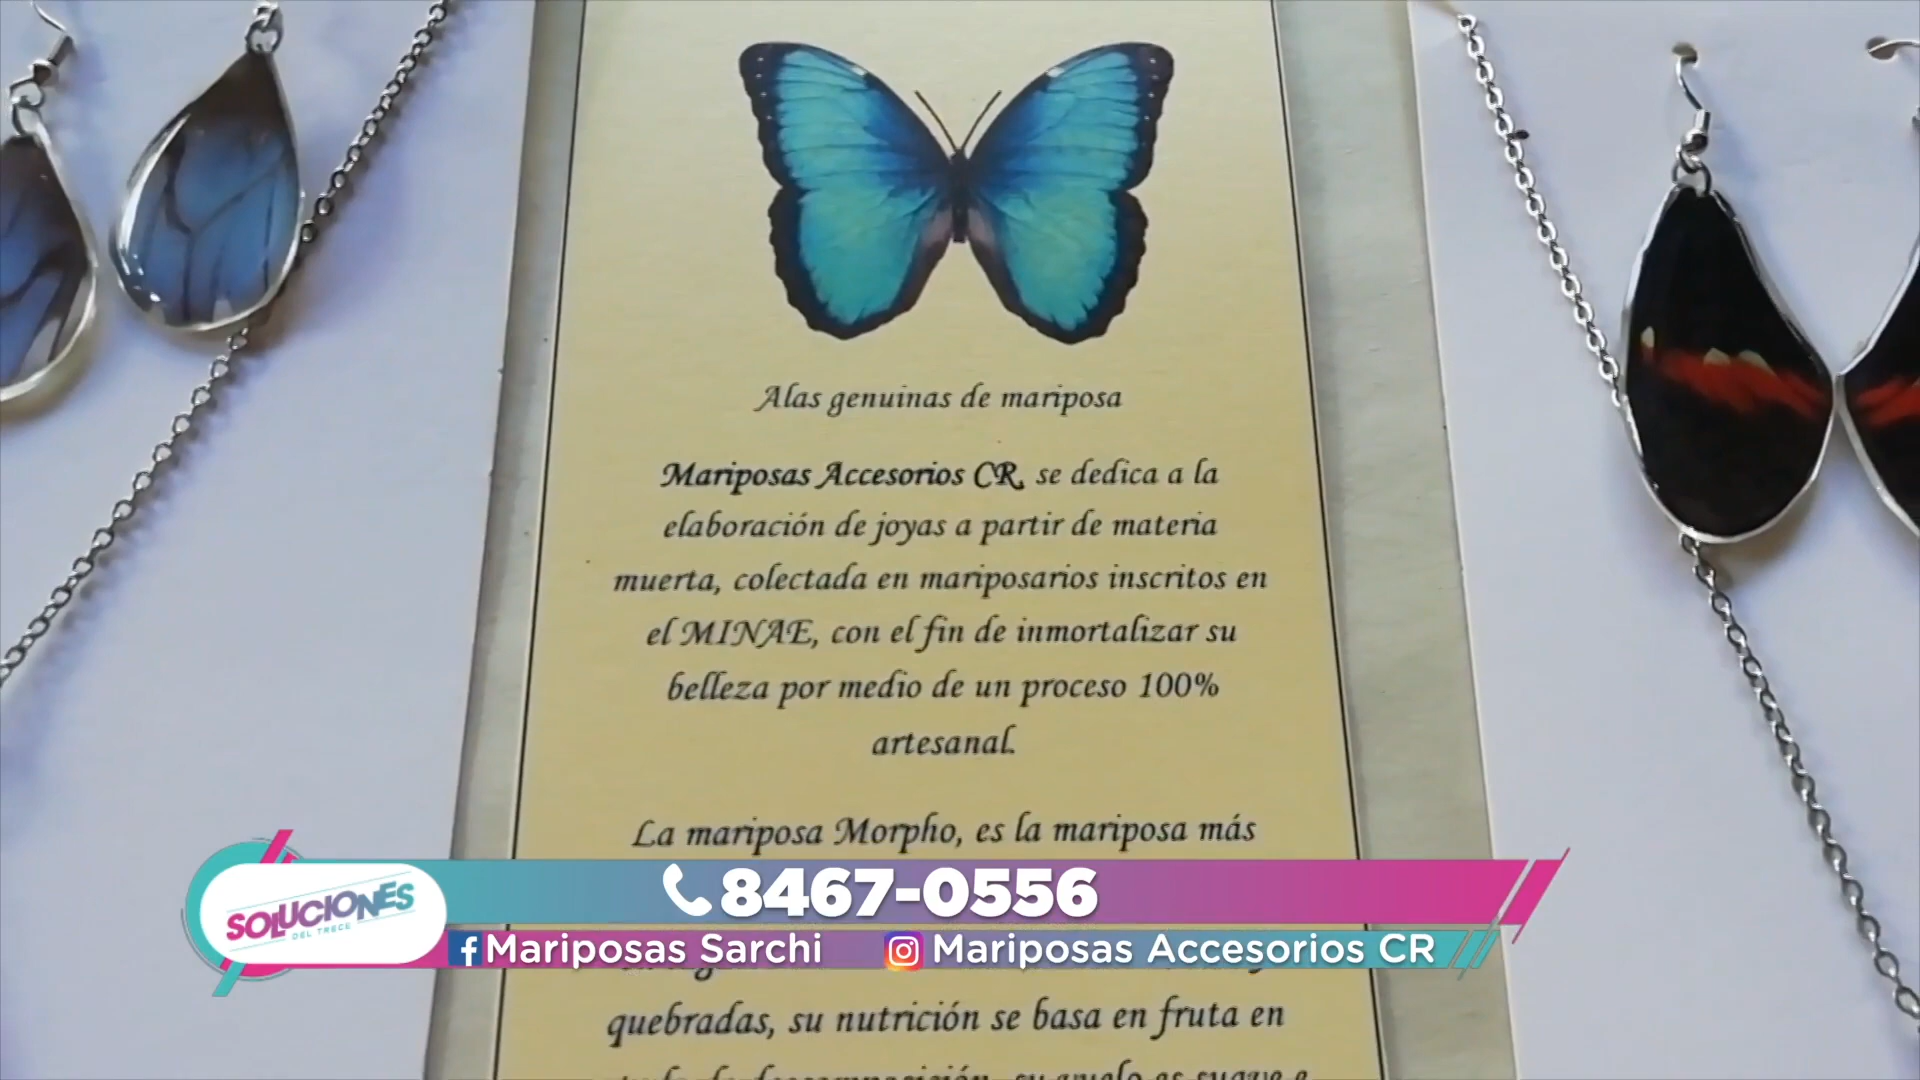 Alas genuinas de mariposa
Mariposas Accesorios CR, se dedica a la
elaboración de joyas a partir de materia
muerta, colectada en mariposarios inscritos en
el MINAE, con el fin de inmortalizar su
belleza por medio de un proceso 100%
artesanal.
La mariposa Morpho, es la mariposa más
SOLUCIONES
DEL TRECE
8467-0556
Mariposas Sarchi
Mariposas Accesorios CR
quebradas, su nutrición se basa en fruta en